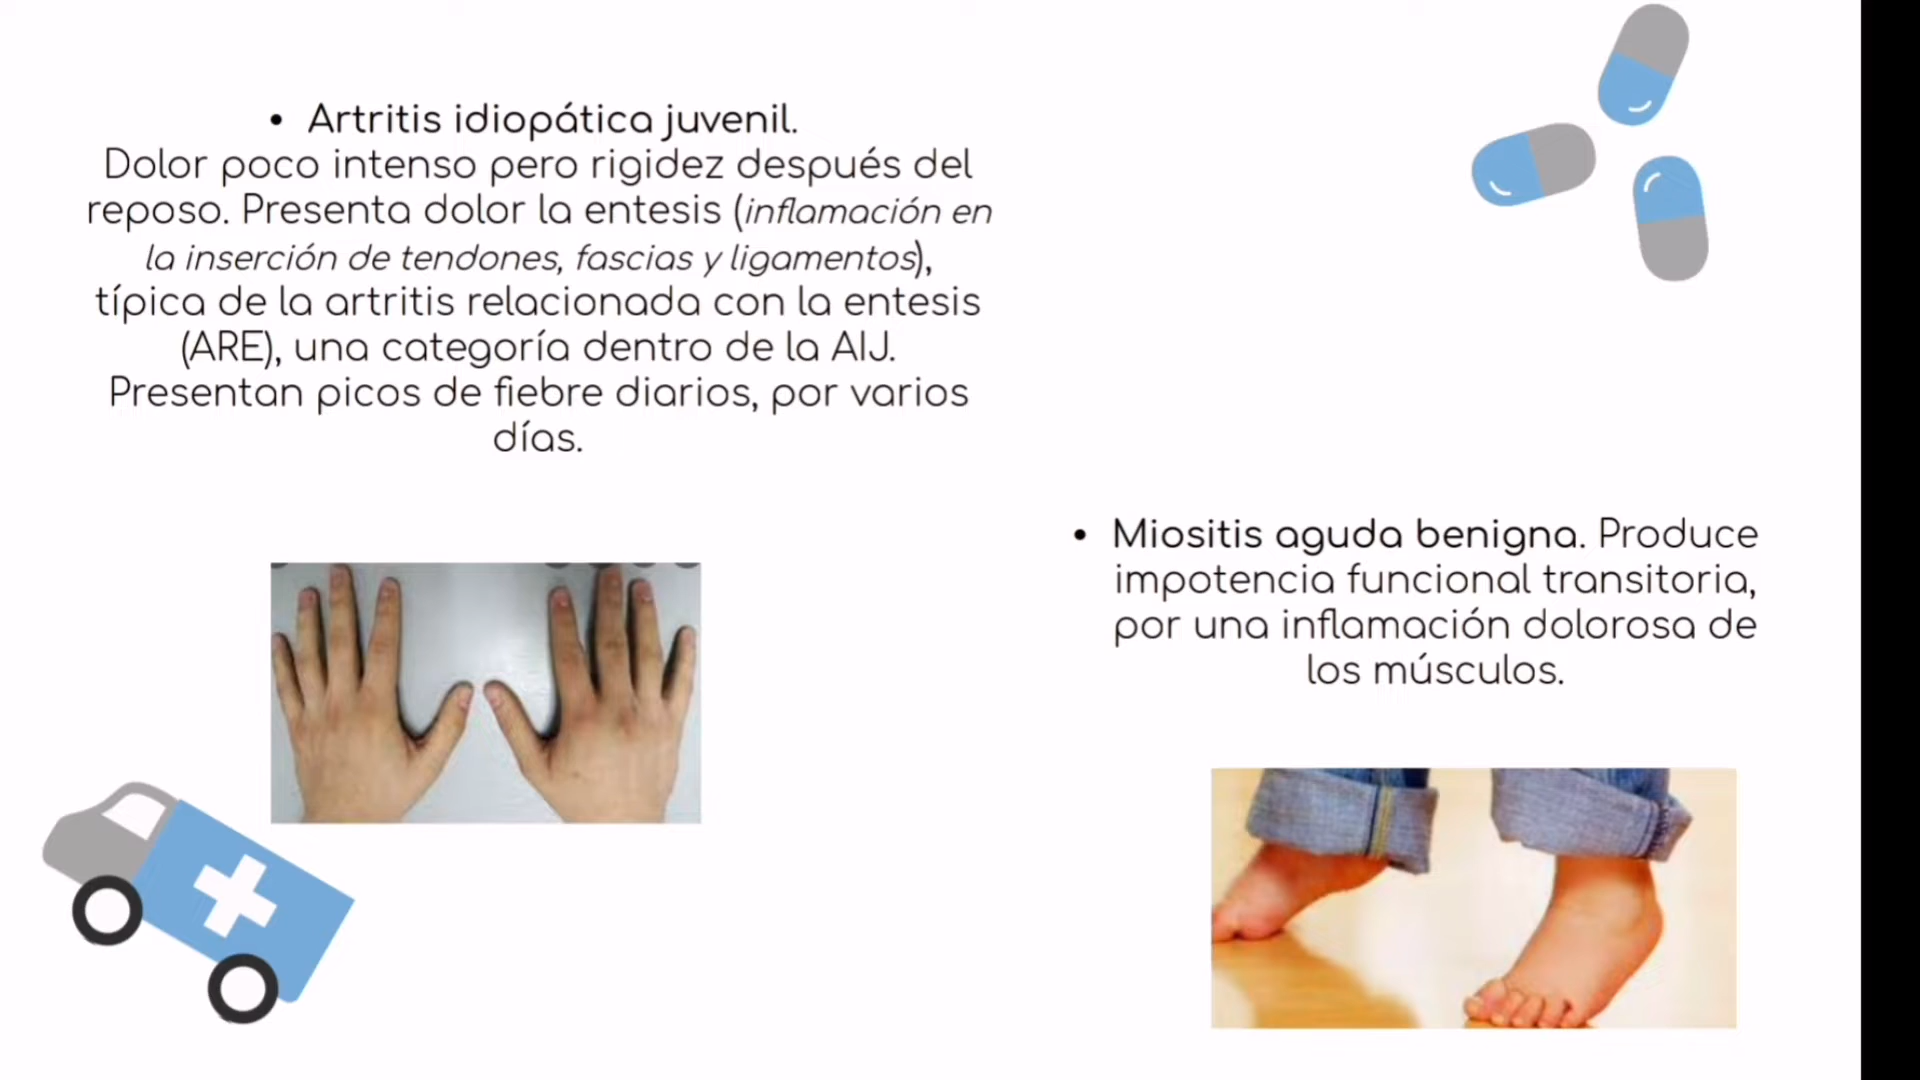 • Artritis idiopática juvenil.
Dolor poco intenso pero rigidez después del
reposo. Presenta dolor la entesis (inflamación en
la inserción de tendones, fascias y ligamentos),
típica de la artritis relacionada con la entesis
(ARE), una categoría dentro de la AIJ.
Presentan picos de fiebre diarios, por varios
días.
• Miositis aguda benigna. Produce
impotencia funcional transitoria,
por una inflamación dolorosa de
los músculos.